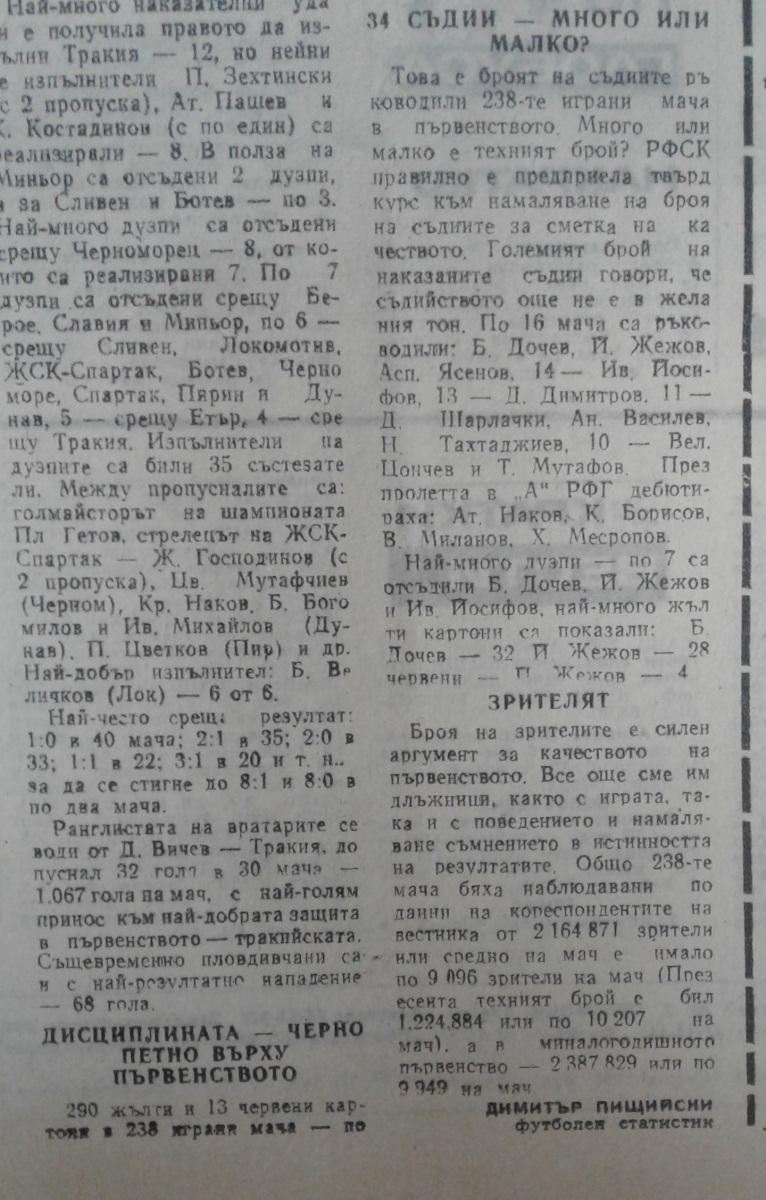 Най-много наказателни уда
и е получила правото да из-
ълни Тракия — 12, но нейни
е изпълнители П. Зехтински
(с 2 пропуска), Ат. Пашев и
К. Костадинов (с по един) са
реализирали — 8. В полза на
Миньор са отсъдени 2 дузпи,
а за Сливен и Ботев — по 3.
Най-много дузпи са отсъдени
срещу Черноморец — 8, от ко-
ито са реализирани 7. По 7
дузпи са отсъдени срещу Бе-
рое, Славия и Миньор, по 6 —
срещу Сливен, Локомотив,
ЖСК-Спартак, Ботев, Черно
море, Спартак, Пирин и Ду-
нав, 5 — срещу Етър, 4 — сре
щу Тракия. Изпълнители на
дузпите са били 35 състезате
ли. Между пропусналите са:
голмайсторът на шампионата
Пл Гетов, стрелецът на ЖСК-
Спартак — Ж. Господинов (с
2 пропуска), Цв. Мутафчиев
(Черном), Кр. Наков, Б. Бого
милов и Ив. Михайлов (Ду-
нав), П. Цветков (Пир) и др.
Най-добър изпълнител: Б. Ве
личков (Лок) — 6 от 6.
Най-често среща резултат:
1:0 в 40 мача; 2:1 в 35; 2:0 в
33; 1:1 в 22; 3:1 в 20 и т. н..
за да се стигне до 8:1 и 8:0 в
по два мача.
Ранглистата на вратарите се
води от Д. Вичев — Тракия, до
пуснал 32 гола в 30 мача —
1.067 гола на мач, с най-голям
принос към най-добрата защита
в първенството — тракийската.
Същевременно пловдивчани са
и с най-резултатно нападение
— 68 гола.
ДИСЦИПЛИНАТА — ЧЕРНО
ПЕТНО ВЪРХУ
ПЪРВЕНСТВОТО
290 жълти и 13 червени кар-
тони в 238 играни мача — по
34 СЪДИИ — МНОГО ИЛИ
МАЛКО?
Това е броят на съдиите ръ
ководили 238-те играни мача
в първенството. Много или
малко е техният брой? РФСК
правилно е предприела твърд
курс към намаляване на броя
на съдиите за сметка на ка
чеството. Големият брой на
наказаните съдии говори, че
съдийството още не е в жела
ния тон. По 16 мача са ръко-
водили: Б. Дочев, Й. Жежов,
Асп. Ясенов, 14 — Ив. Йоси-
фов, 13 — Д. Димитров, 11 —
Д. Шарлачки, Ан. Василев,
Н. Тахтаджиев, 10 — Вел.
Цончев и Т. Мутафов. През
пролетта в „А“ РФГ дебюти-
раха: Ат. Наков, К. Борисов,
В. Миланов, Х. Месропов.
Най-много дузпи — по 7 са
отсъдили Б. Дочев, Й. Жежов
и Ив. Йосифов, най-много жъл
ти картони са показали: Б.
Дочев — 32 Й Жежов — 28
червени — Жежов — 4
ЗРИТЕЛЯТ
Броя на зрителите е силен
аргумент за качеството на
първенството. Все още сме им
длъжници, както с играта, та-
ка и с поведението и намаля-
ване съмнението в истинността
на резултатите. Общо 238-те
мача бяха наблюдавани по
данни на кореспондентите на
вестника от 2 164 871 зрители
или средно на мач е имало
по 9 096 зрители на мач (През
есента техният брой е бил
1.224.884 или по 10 207 на
мач), а в миналогодишното
първенство — 2 387 829 или по
9 949 на мач
ДИМИТЪР ПИЩИЙСКИ
футболен статистик